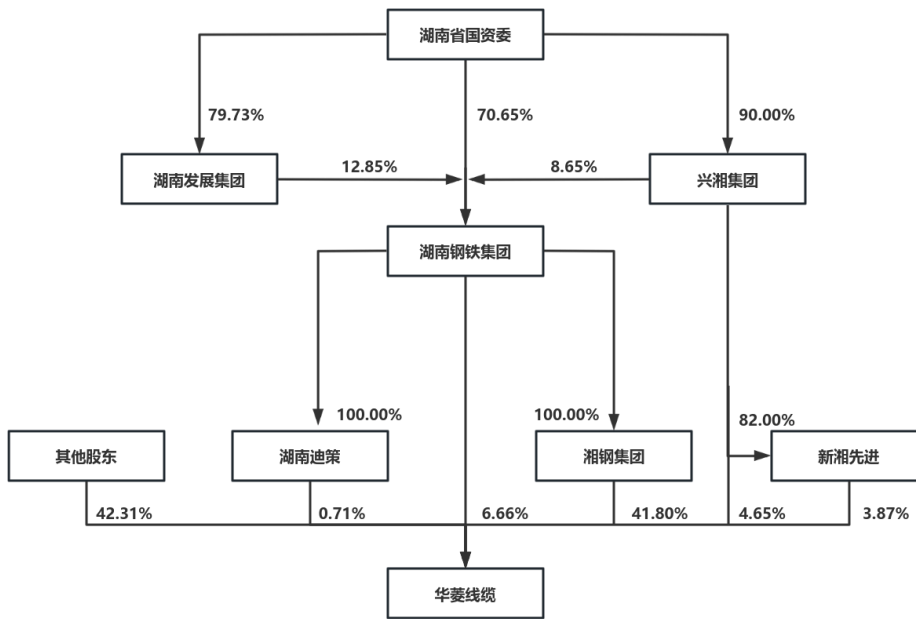 湖南省国资委
79.73%
70.65%
90.00%
湖南发展集团
12.85%
8.65%
兴湘集团
湖南钢铁集团
100.00%
100.00%
82.00%
其他股东
湖南迪策
湘钢集团
新湘先进
42.31%
0.71%
6.66%
41.80%
4.65%
3.87%
华菱线缆